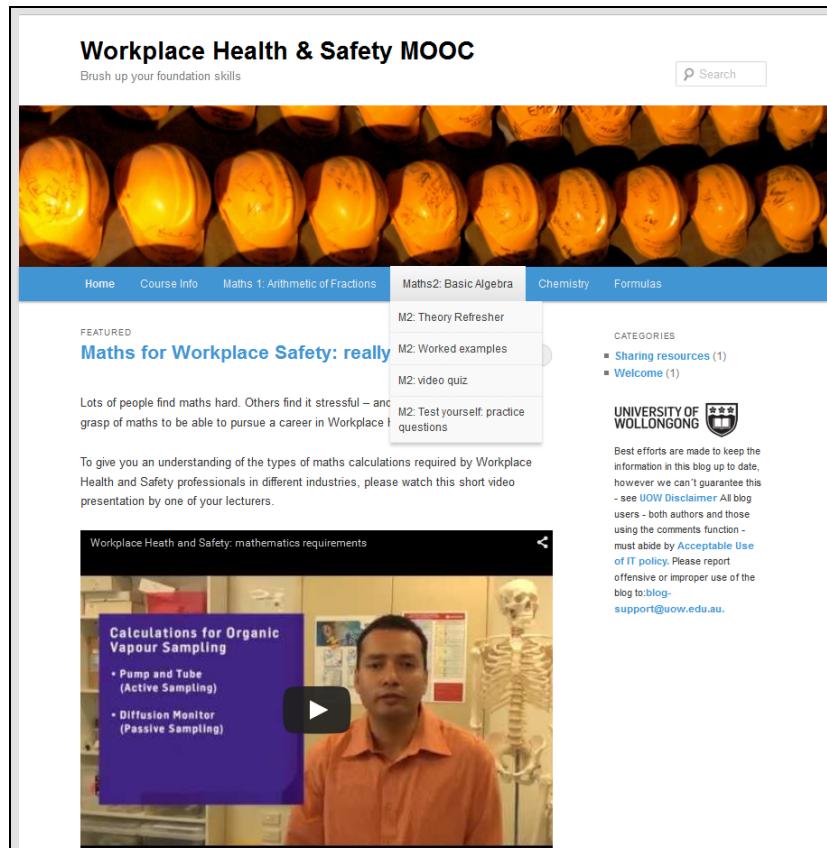 Workplace Health & Safety MOOC
Brush up your foundation skills
Search
Home Course Info Maths 1: Arithmetic of Fractions Maths2: Basic Algebra Chemistry Formulas
M2: Theory Refresher
M2: Worked examples
M2: video quiz
M2: Test yourself: practice
questions
FEATURED
Maths for Workplace Safety: really
Lots of people find maths hard. Others find it stressful – and
grasp of maths to be able to pursue a career in Workplace
To give you an understanding of the types of maths calculations required by Workplace
Health and Safety professionals in different industries, please watch this short video
presentation by one of your lecturers.
Workplace Heath and Safety: mathematics requirements
Calculations for Organic
Vapour Sampling
• Pump and Tube
(Active Sampling)
• Diffusion Monitor
(Passive Sampling)
CATEGORIES
Sharing resources (1)
Welcome (1)
UNIVERSITY OF
WOLLONGONG
Best efforts are made to keep the
information in this blog up to date,
however we can't guarantee this
- see UOW Disclaimer All blog
users - both authors and those
using the comments function -
must abide by Acceptable Use
of IT policy. Please report
offensive or improper use of the
blog to:blog-
support@uow.edu.au.